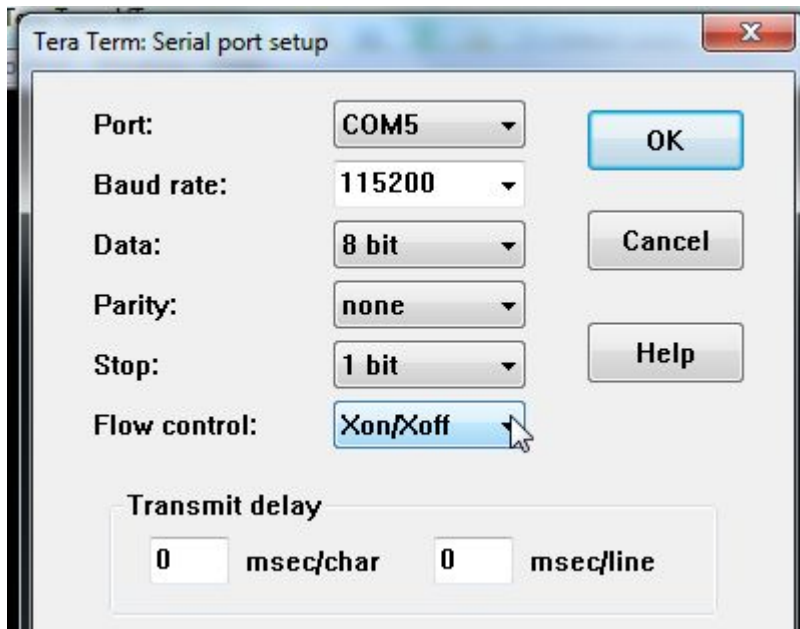 Tera Term: Serial port setup
Port: COM5
OK
Baud rate: 115200
Data: 8 bit
Cancel
Parity: none
Stop: 1 bit
Help
Flow control: Xon/Xoff
Transmit delay
0 msec/char 0 msec/line